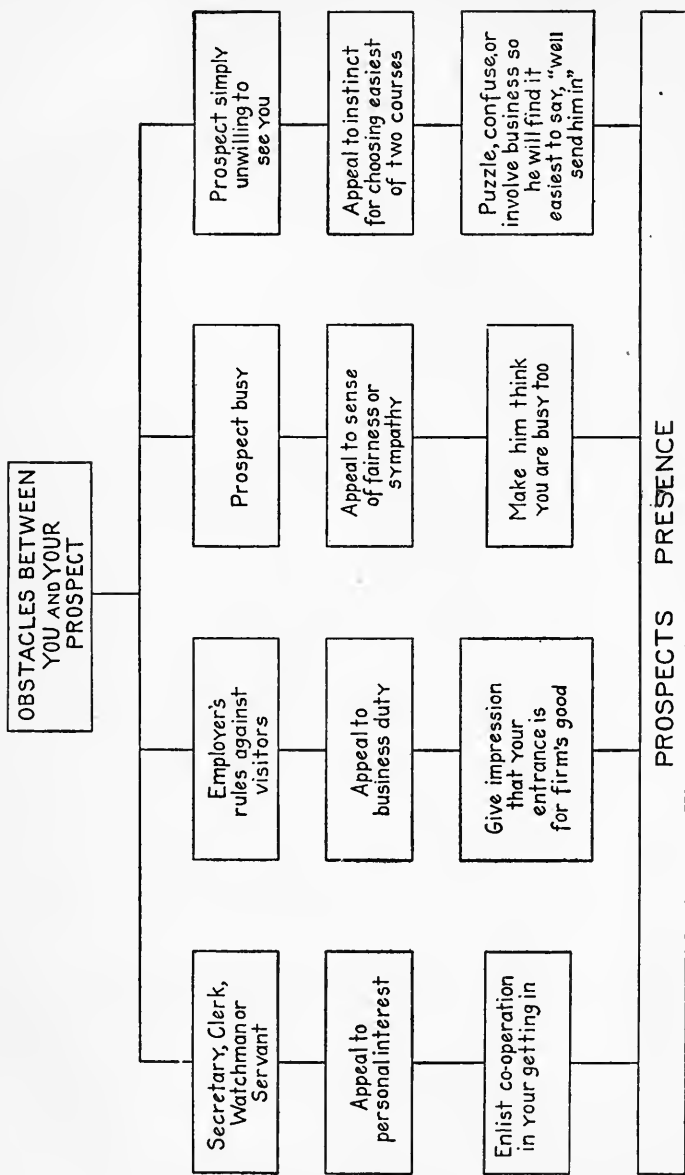 OBSTACLES BETWEEN
YOU AND YOUR
PROSPECT
Secretary, Clerk,
Watchman or
Servant
Employer's
rules against
visitors
Prospect busy
Prospect simply
unwilling to
see you
Appeal to
personal interest
Appeal to
business duty
Appeal to sense
of fairness or
sympathy
Appeal to instinct
for choosing easiest
of two courses
Enlist co-operation
in your getting in
Give impression
that your
entrance is
for firm's good
Make him think
you are busy too
Puzzle, confuse, or
involve business so
he will find it
easiest to say, "well
send him in"
PROSPECTS PRESENCE